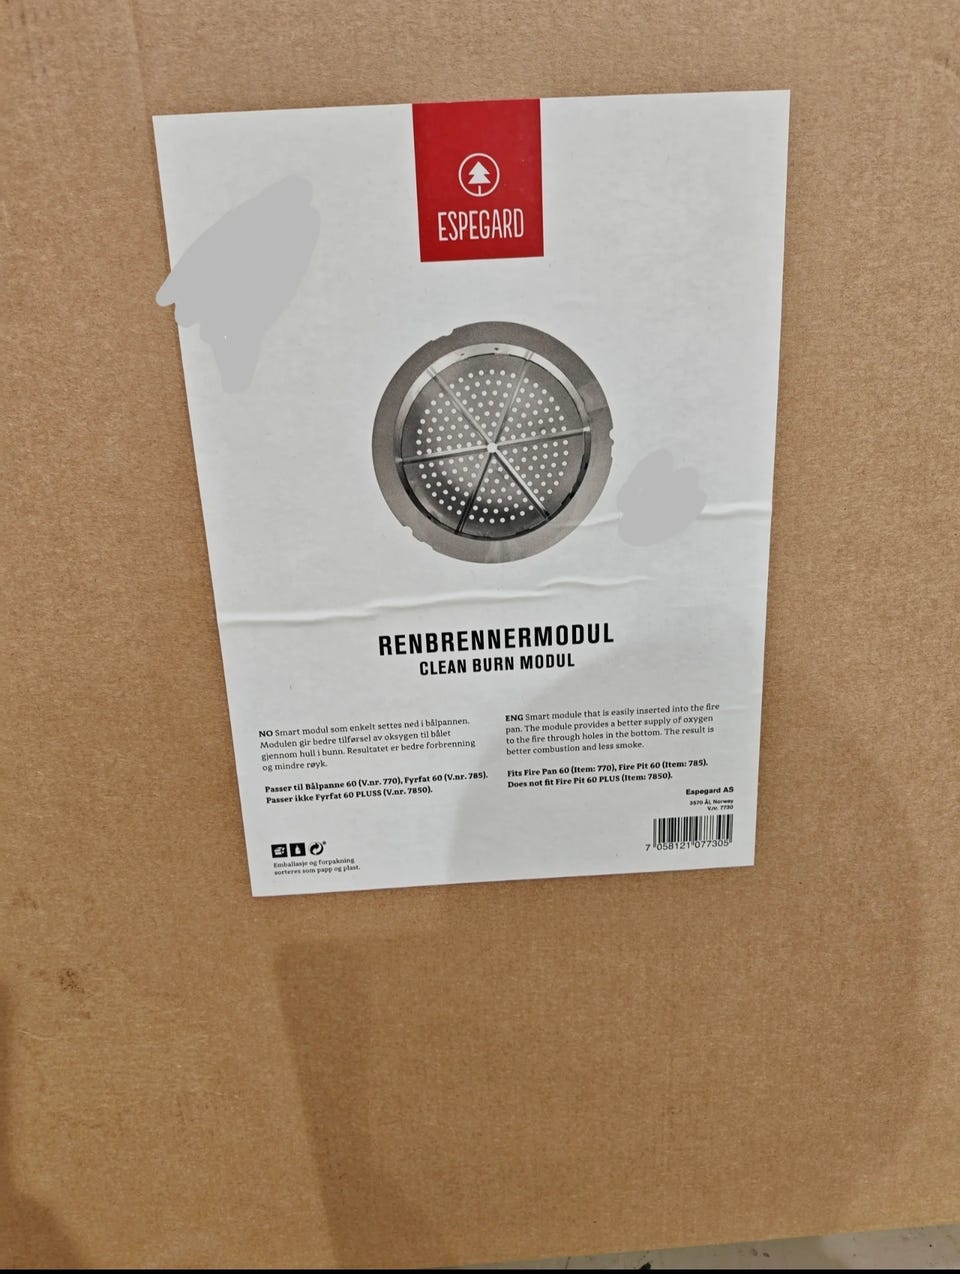 ESPEGARD
RENBRENNERMODUL
CLEAN BURN MODUL
NO Smart modul som enkelt settes ned i bålpannen.
Modulen gir bedre tilførsel av oksygen til bålet
gjennom hull i bunn. Resultatet er bedre forbrenning
og mindre røyk.
Passer til Bålpanne 60 (V.nr. 770), Fyrfat 60 (V.nr. 785).
Passer ikke Fyrfat 60 PLUSS (V.nr. 7850).
ENG Smart module that is easily inserted into the fire
pan. The module provides a better supply of oxygen
to the fire through holes in the bottom. The result is
better combustion and less smoke.
Fits Fire Pan 60 (Item: 770), Fire Pit 60 (Item: 785).
Does not fit Fire Pit 60 PLUS (Item: 7850).
Espegard AS
3570 Ål, Norway
V.nr. 7730
7 058121 077305
Emballasje og forpakning
sorteres som papp og plast.